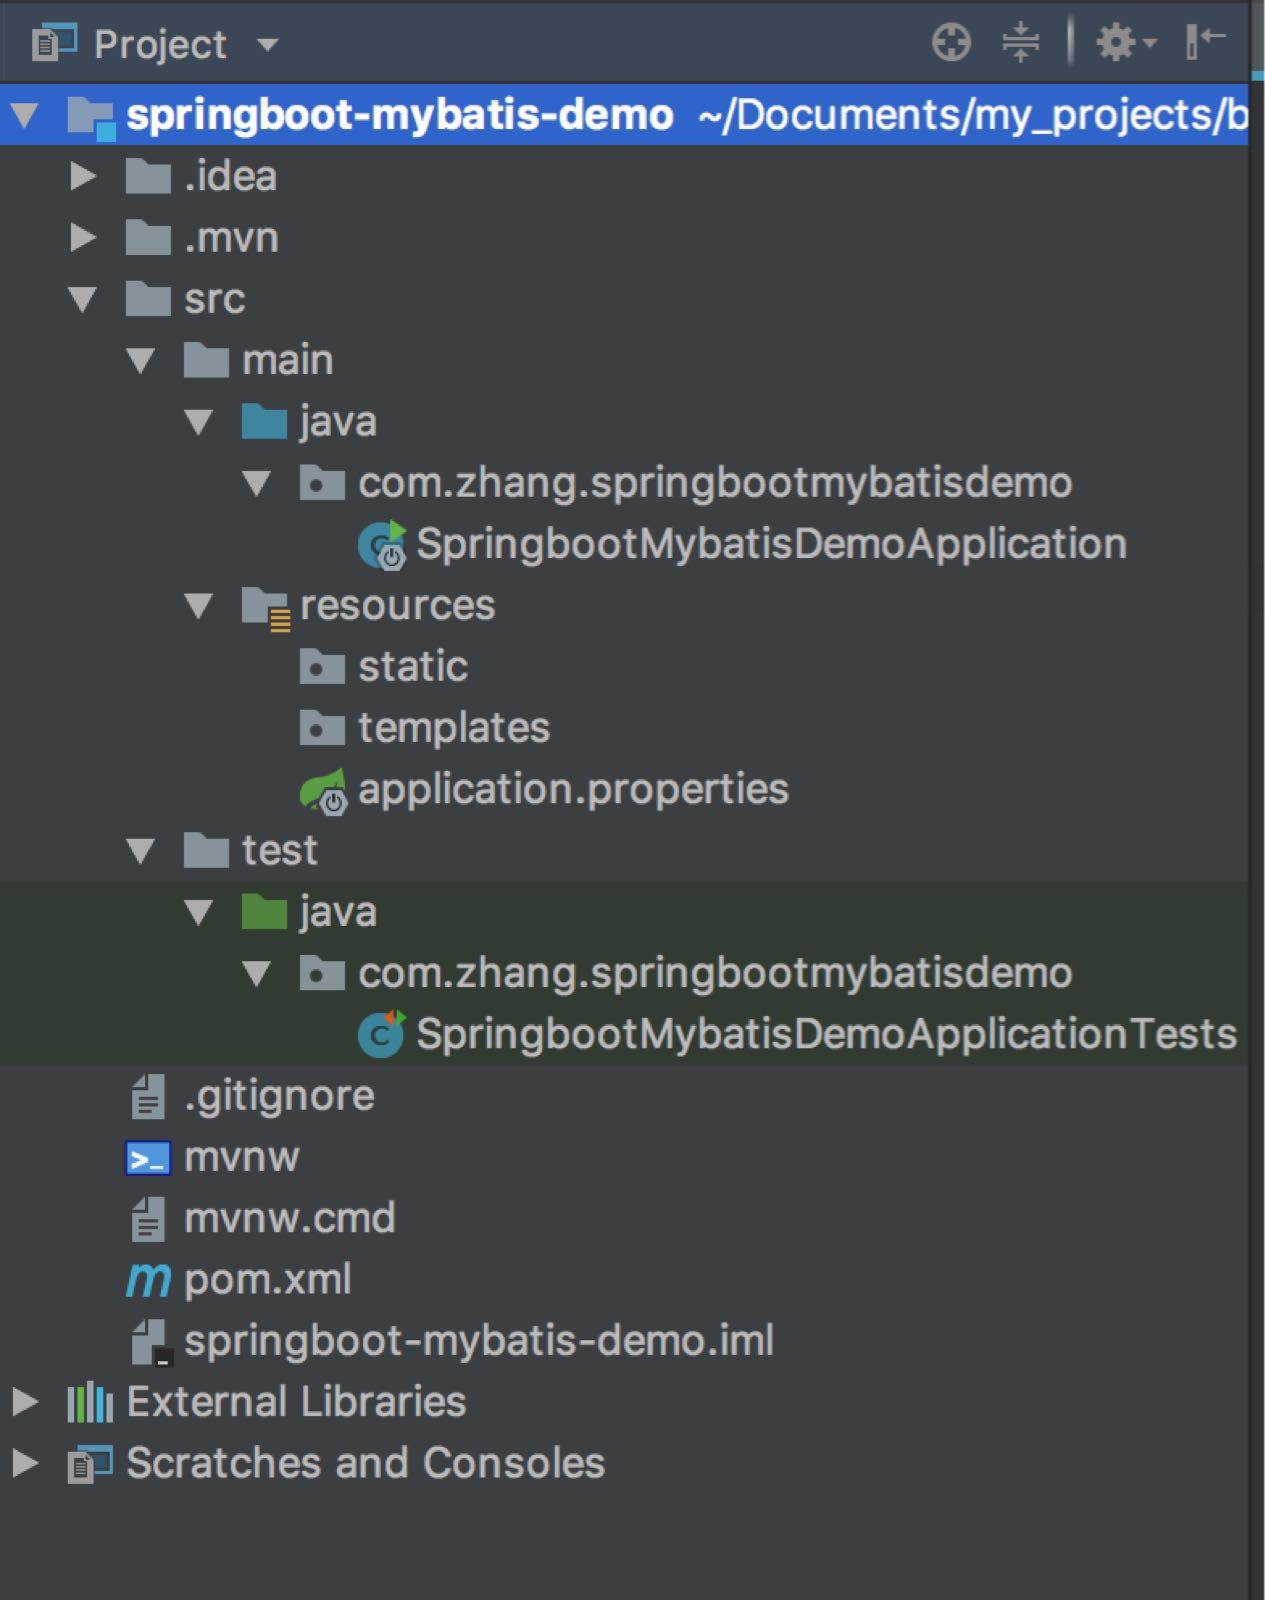 Project
springboot-mybatis-demo ~/Documents/my_projects/b
.idea
.mvn
src
main
java
com.zhang.springbootmybatisdemo
SpringbootMybatisDemoApplication
resources
static
templates
application.properties
test
java
com.zhang.springbootmybatisdemo
SpringbootMybatisDemoApplicationTests
.gitignore
mvnw
mvnw.cmd
pom.xml
springboot-mybatis-demo.iml
External Libraries
Scratches and Consoles